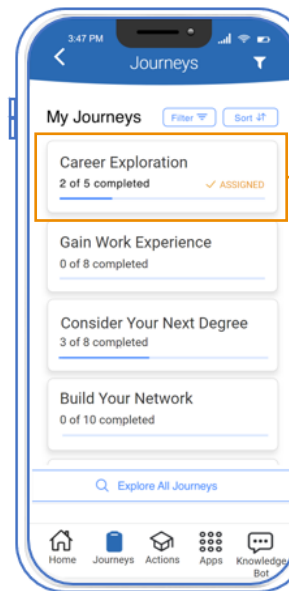 3:47 PM
Journeys
My Journeys
Filter
Sort
Career Exploration
2 of 5 completed
✓ ASSIGNED
Gain Work Experience
0 of 8 completed
Consider Your Next Degree
3 of 8 completed
Build Your Network
0 of 10 completed
Explore All Journeys
Home
Journeys
Actions
Apps
Knowledge
Bot